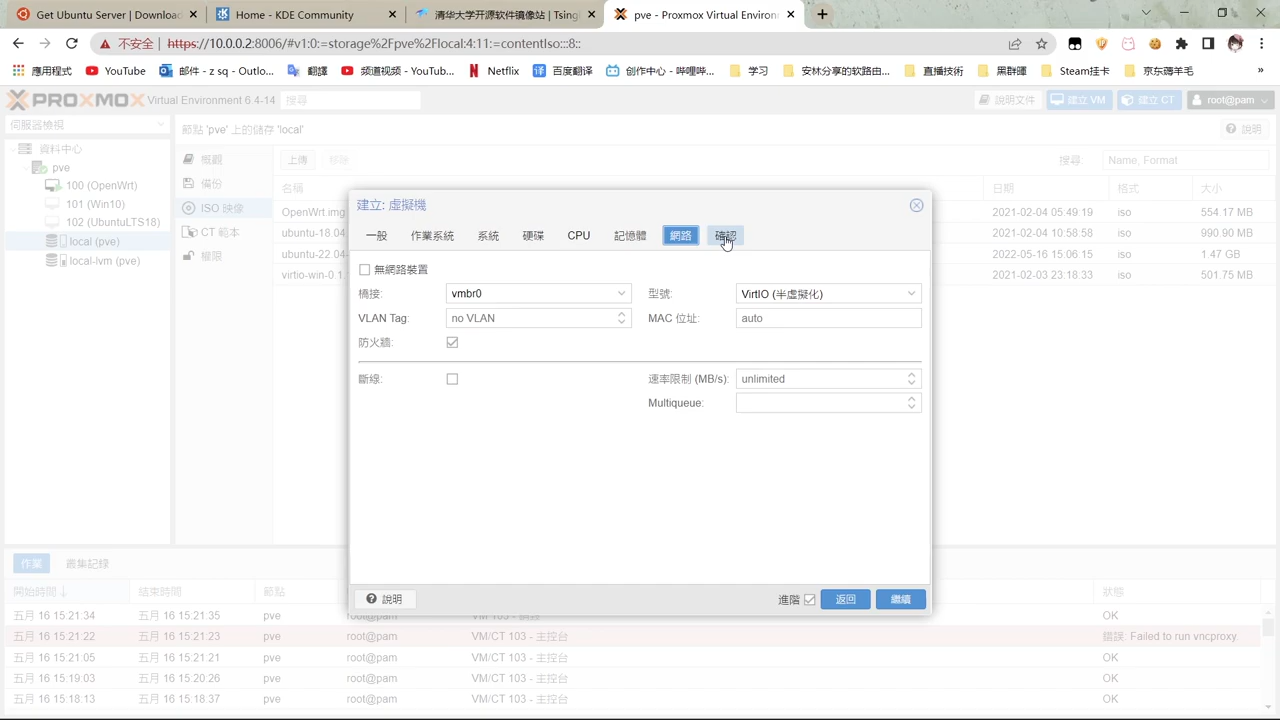 Get Ubuntu Server | Download
Home - KDE Community
清华大学开源软件镜像站 | Tsingl
pve - Proxmox Virtual Environ
不安全
https://10.0.0.2:8006/#v1:0:=storage%2Fpve%2Flocal:4:11:=contentIso:::8::
應用程式
YouTube
邮件 - z sq - Outlo...
翻譯
频道视频 - YouTub...
Netflix
百度翻译
创作中心 - 哔哩哔...
学习
安林分享的软路由...
直播技術
黑群暉
Steam挂卡
京东薅羊毛
»
PROXMOX Virtual Environment 6.4-14
搜尋
說明文件
建立 VM
建立 CT
root@pam
伺服器檢視
節點 'pve' 上的儲存 'local'
說明
資料中心
pve
100 (OpenWrt)
101 (Win10)
102 (UbuntuLTS18)
local (pve)
local-lvm (pve)
概觀
備份
ISO 映像
CT 範本
權限
上傳
移除
搜尋:
Name, Format
名稱
日期
格式
大小
OpenWrt.img
2021-02-04 05:49:19
iso
554.17 MB
ubuntu-18.04
2021-02-04 10:58:58
iso
990.90 MB
ubuntu-22.04-
2022-05-16 15:06:15
iso
1.47 GB
virtio-win-0.1.
2021-02-03 23:18:33
iso
501.75 MB
建立: 虛擬機
一般
作業系統
系統
硬碟
CPU
記憶體
網路
確認
無網路裝置
橋接:
vmbr0
型號:
VirtIO (半虛擬化)
VLAN Tag:
no VLAN
MAC 位址:
auto
防火牆:
斷線:
速率限制 (MB/s):
unlimited
Multiqueue:
說明
進階
返回
繼續
作業
叢集記錄
開始時間 ↓
結束時間
節點
狀態
五月 16 15:21:34
五月 16 15:21:35
pve
root@pam
OK
五月 16 15:21:22
五月 16 15:21:23
pve
root@pam
VM/CT 103 - 主控台
錯誤: Failed to run vncproxy.
五月 16 15:21:05
五月 16 15:21:21
pve
root@pam
VM/CT 103 - 主控台
OK
五月 16 15:19:03
五月 16 15:20:26
pve
root@pam
VM/CT 103 - 主控台
OK
五月 16 15:18:13
五月 16 15:18:37
pve
root@pam
VM/CT 103 - 主控台
OK